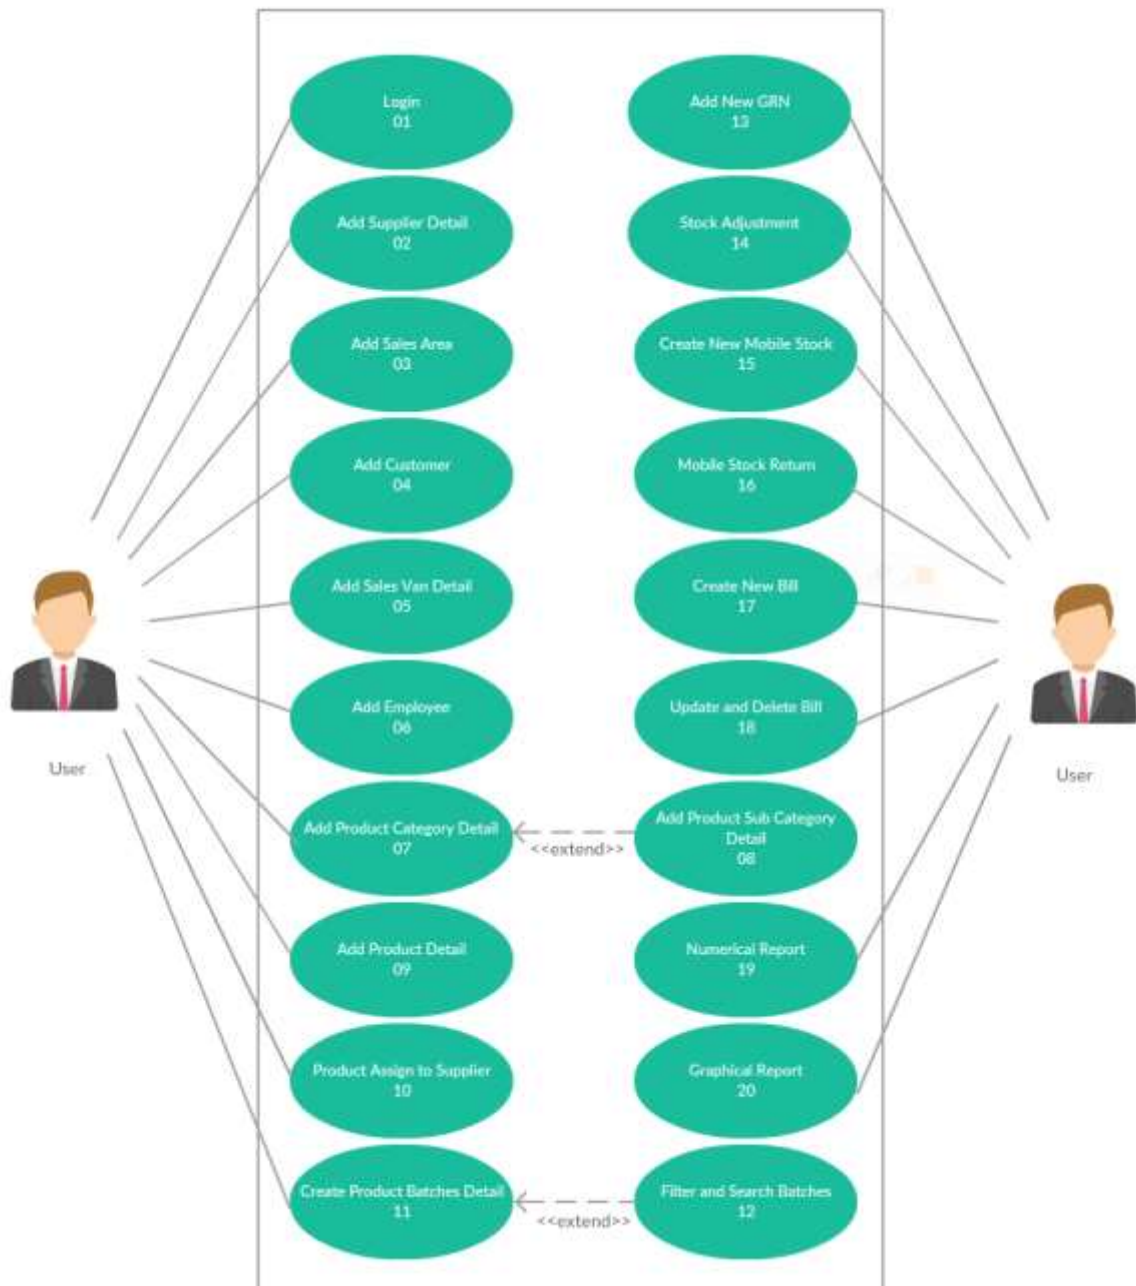 Login
01
Add Supplier Detail
02
Add Sales Area
03
Add Customer
04
Add Sales Van Detail
05
Add Employee
06
Add Product Category Detail
07
Add Product Detail
09
Product Assign to Supplier
10
Create Product Batches Detail
11
Add New GRN
13
Stock Adjustment
14
Create New Mobile Stock
15
Mobile Stock Return
16
Create New Bill
17
Update and Delete Bill
18
Add Product Sub Category
Detail
08
Numerical Report
19
Graphical Report
20
Filter and Search Batches
12
<<extend>>
<<extend>>
User
User